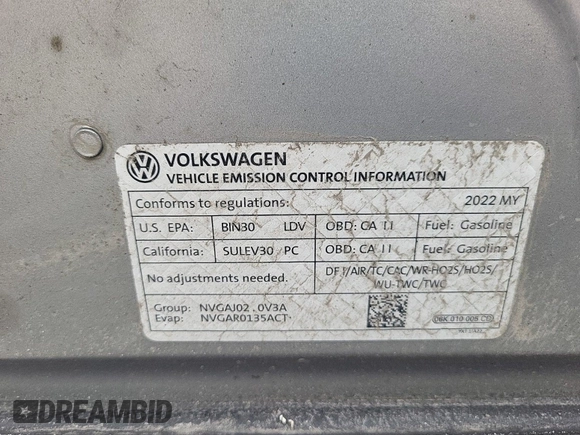 VOLKSWAGEN
VEHICLE EMISSION CONTROL INFORMATION
Conforms to regulations: 2022 MY
U.S. EPA: BIN30 LDV OBD: CA II Fuel: Gasoline
California: SULEV30 PC OBD: CA II Fuel: Gasoline
No adjustments needed.
DFI/AIR/TC/CAC/WR-HO2S/HO2S/
WU-TWC/TWC
Group: NVGAJ02.0V3A
Evap: NVGAR0135ACT
06K 010 006
DREAMBID